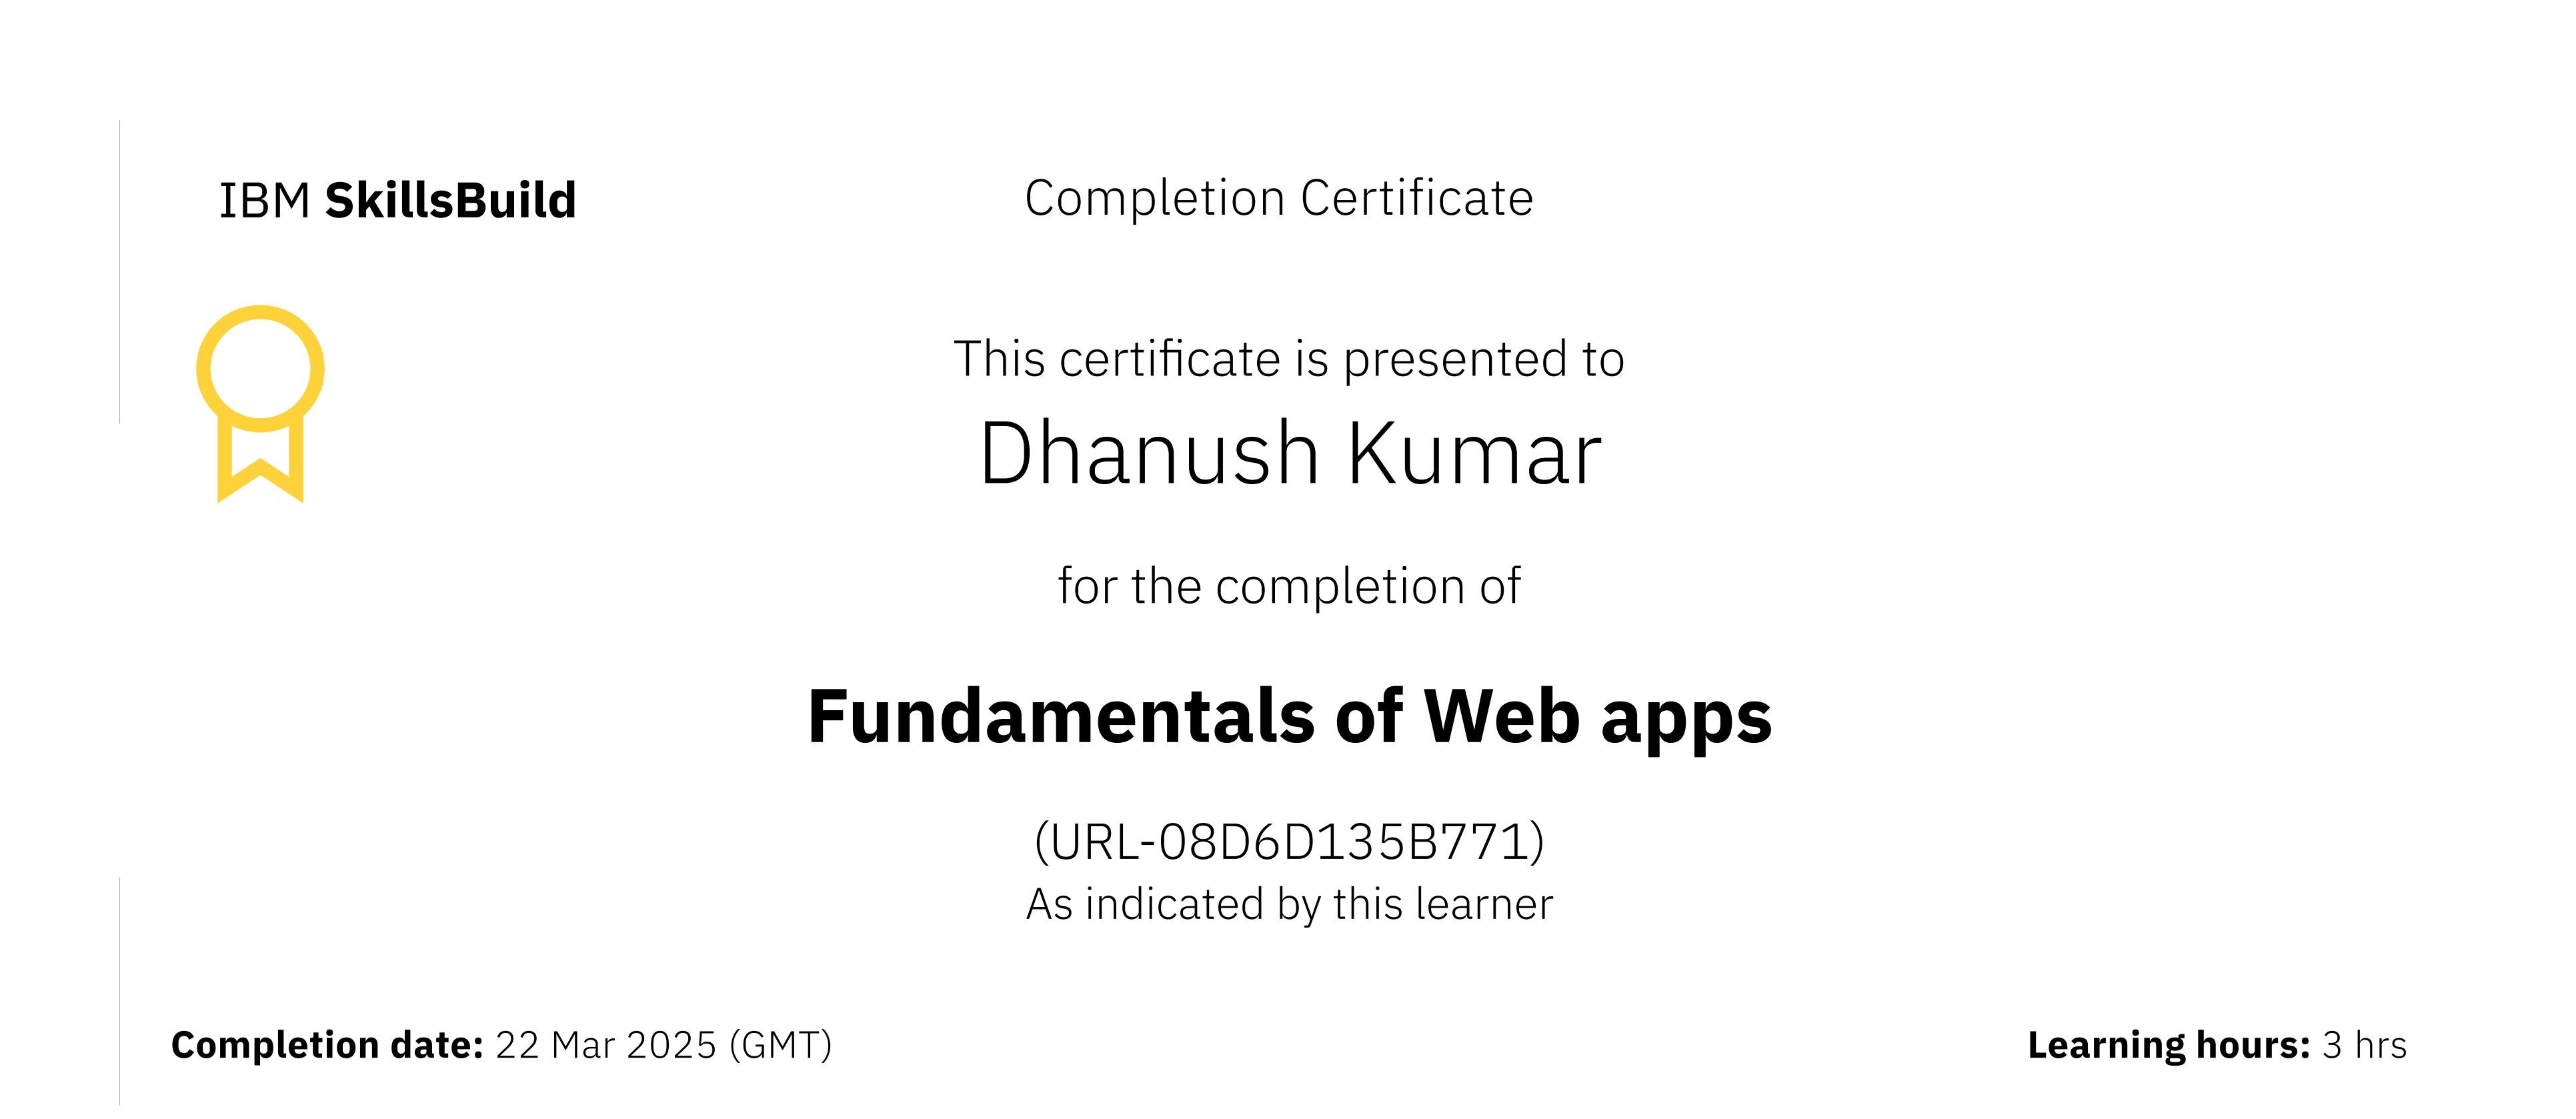 IBM SkillsBuild
Completion Certificate
This certificate is presented to
Dhanush Kumar
for the completion of
Fundamentals of Web apps
(URL-08D6D135B771)
As indicated by this learner
Completion date: 22 Mar 2025 (GMT)
Learning hours: 3 hrs